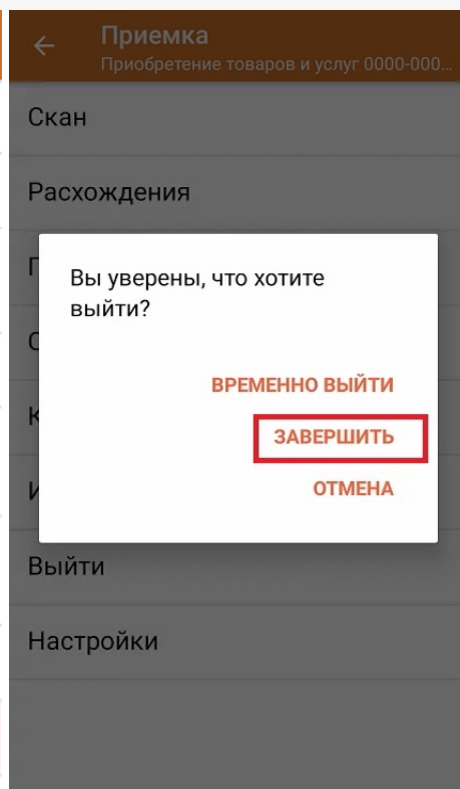 Приемка
Приобретение товаров и услуг 0000-000...
Скан
Расхождения
Вы уверены, что хотите
выйти?
ВРЕМЕННО ВЫЙТИ
ЗАВЕРШИТЬ
ОТМЕНА
Выйти
Настройки